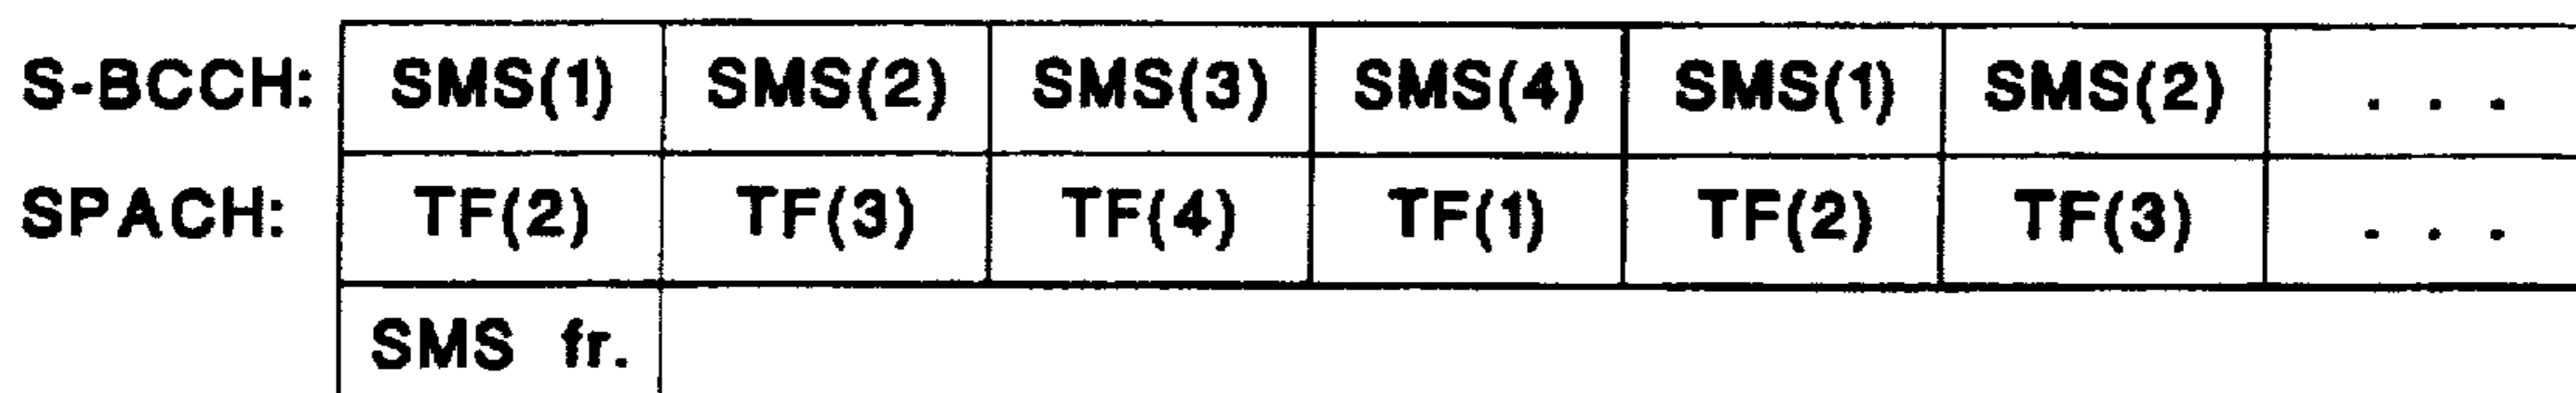 S-BCCH: SMS(1) SMS(2) SMS(3) SMS(4) SMS(1) SMS(2) . . .
SPACH: TF(2) TF(3) TF(4) TF(1) TF(2) TF(3) . . .
SMS fr.